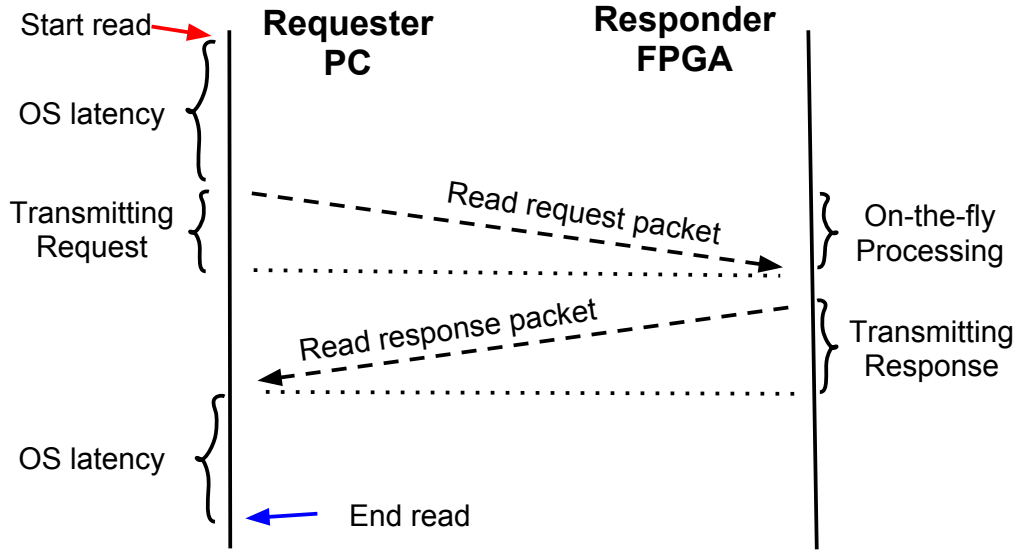 Start read
Requester
PC
Responder
FPGA
OS latency
Transmitting
Request
Read request packet
On-the-fly
Processing
Read response packet
Transmitting
Response
OS latency
End read